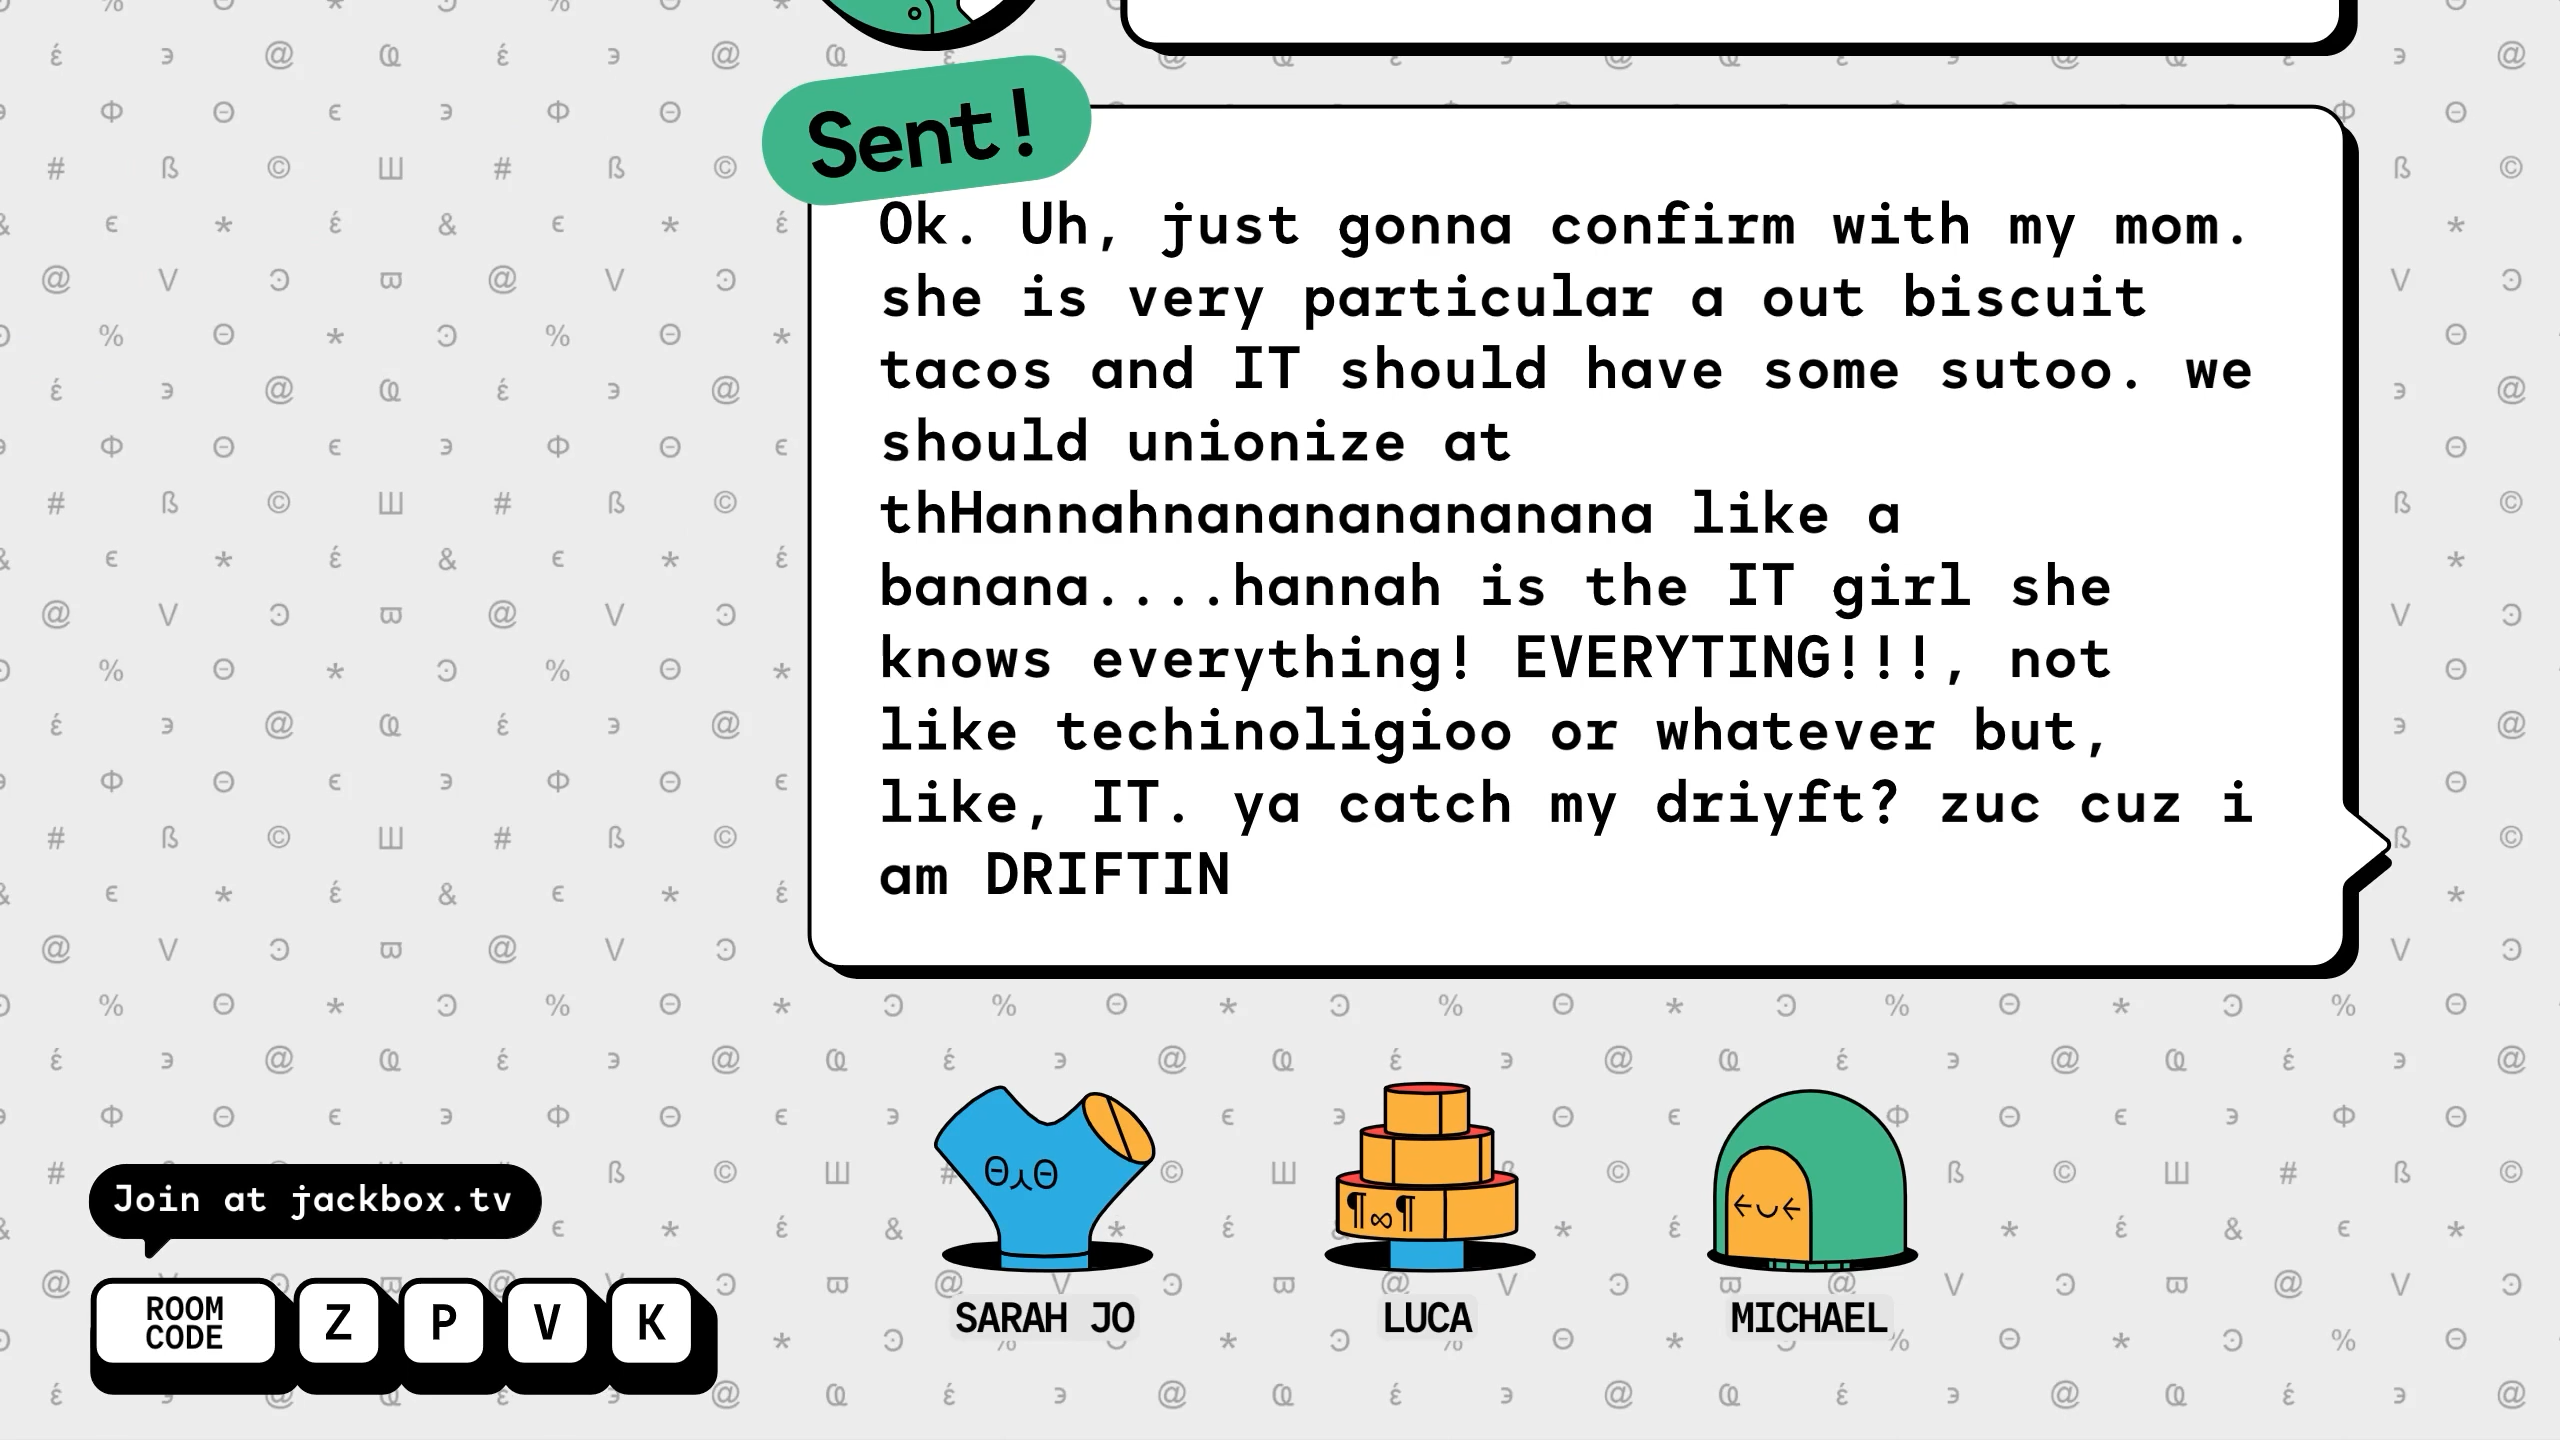 Sent!
Ok. Uh, just gonna confirm with my mom.
she is very particular a out biscuit
tacos and IT should have some sutoo. we
should unionize at
thHannahnanananananana like a
banana....hannah is the IT girl she
knows everything! EVERYTING!!!, not
like techinoligioo or whatever but,
like, IT. ya catch my driyft? zuc cuz i
am DRIFTIN
Join at jackbox.tv
ROOM
CODE
Z P V K
SARAH JO
LUCA
MICHAEL